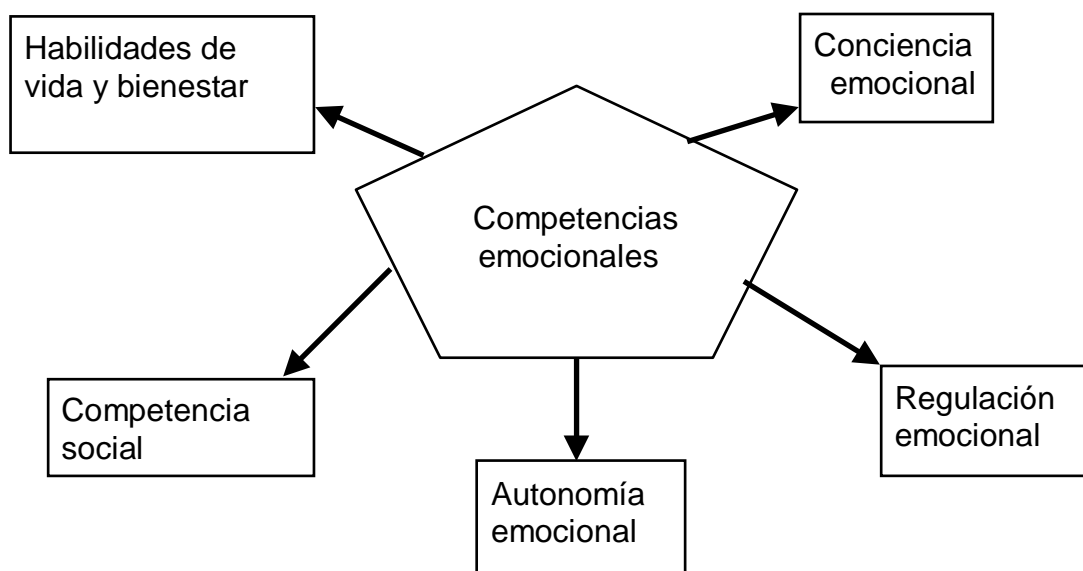 Habilidades de
vida y bienestar
Conciencia
emocional
Competencias
emocionales
Competencia
social
Regulación
emocional
Autonomía
emocional